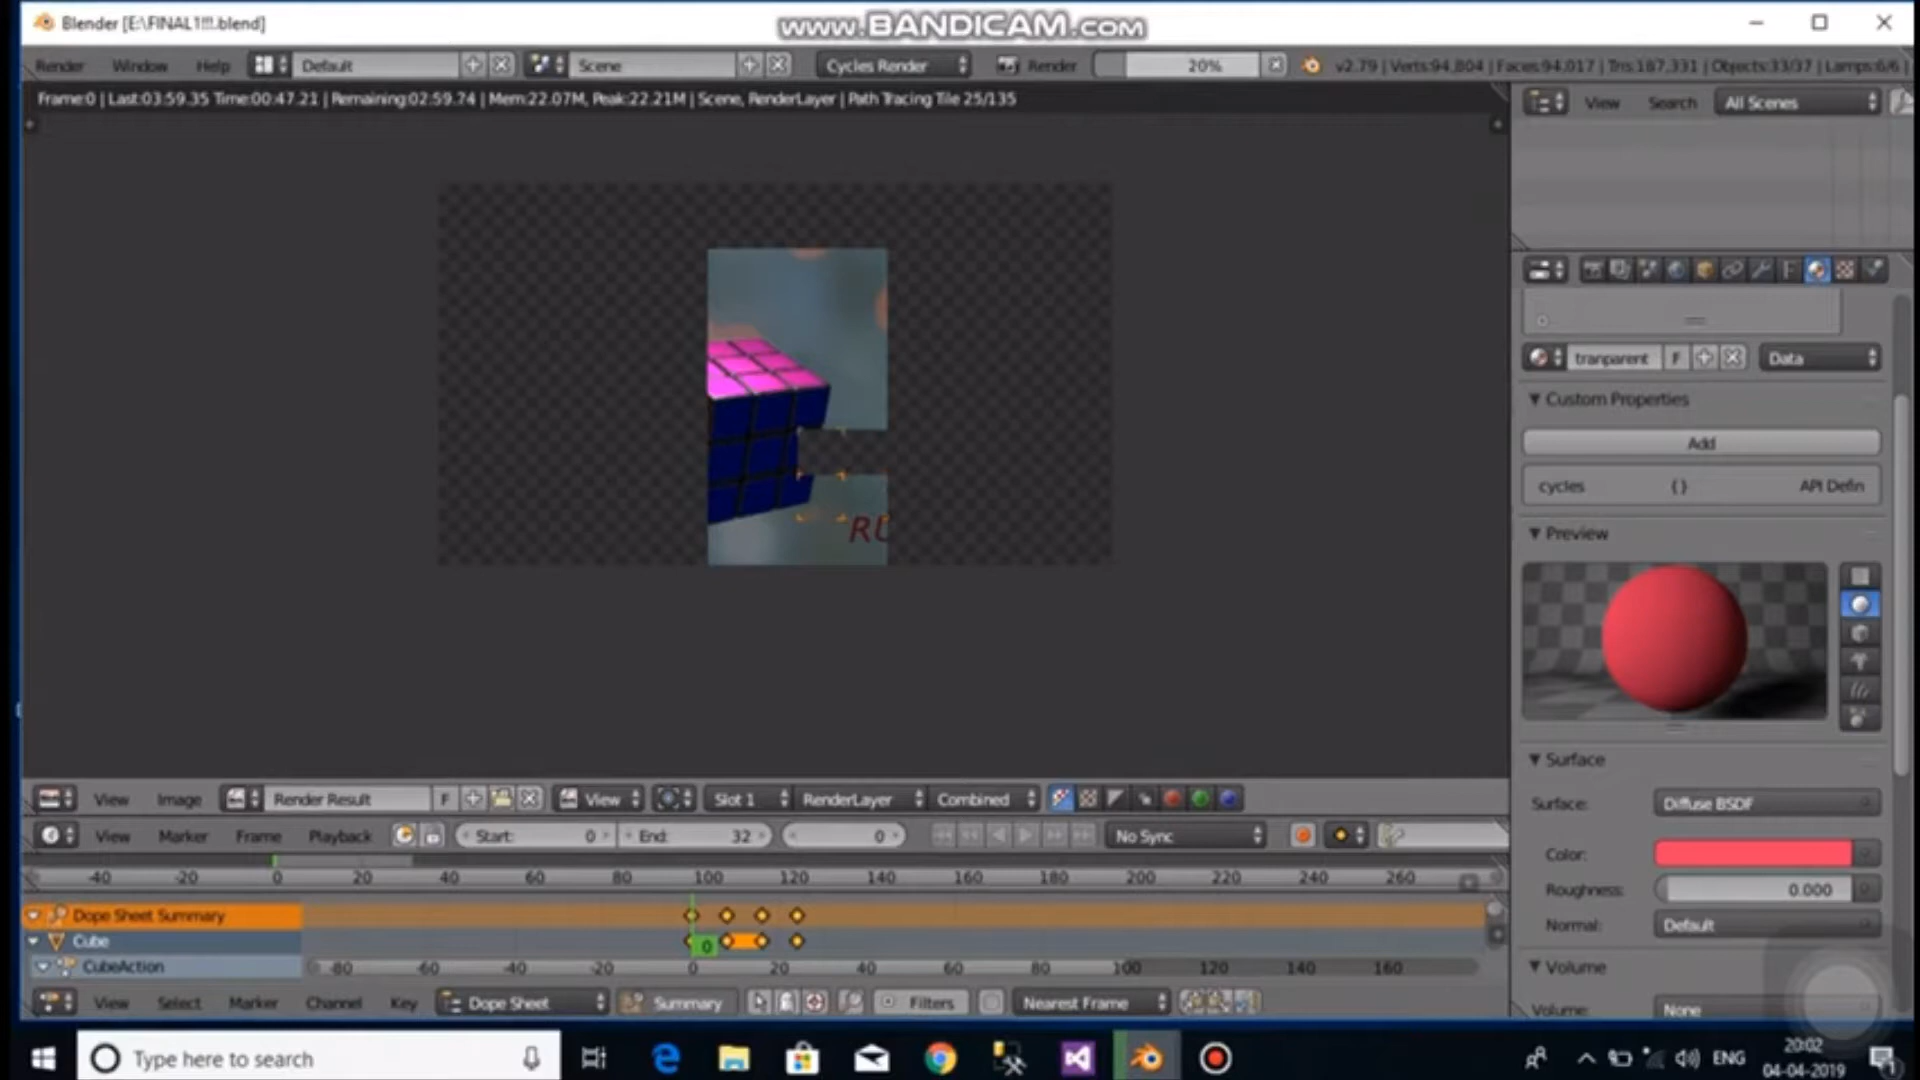 Blender [E:\FINAL1!!!.blend]
www.BANDICAM.com
Render Window Help Default Scene Cycles Render Render 20% v2.79 | Verts:94,804 | Faces:94,017 | Tris:187,331 | Objects:33/37 | Lamps:6/6 |
Frame:0 | Last:03:59.35 Time:00:47.21 | Remaining:02:59.74 | Mem:22.07M, Peak:22.21M | Scene, RenderLayer | Path Tracing Tile 25/135
View Search All Scenes
tranparent F Data
Custom Properties
Add
cycles {} API Defin
Preview
RU
Surface
Surface: Diffuse BSDF
Color:
Roughness: 0.000
Normal: Default
Volume
Volume: None
View Image Render Result F View Slot 1 RenderLayer Combined
View Marker Frame Playback Start: 0 End: 32 0 No Sync
-40 -20 0 20 40 60 80 100 120 140 160 180 200 220 240 260
Dope Sheet Summary
Cube
0
CubeAction
-80 -60 -40 -20 0 20 40 60 80 100 120 140 160
View Select Marker Channel Key Dope Sheet Summary Filters Nearest Frame
Type here to search
ENG
20:02
04-04-2019
1